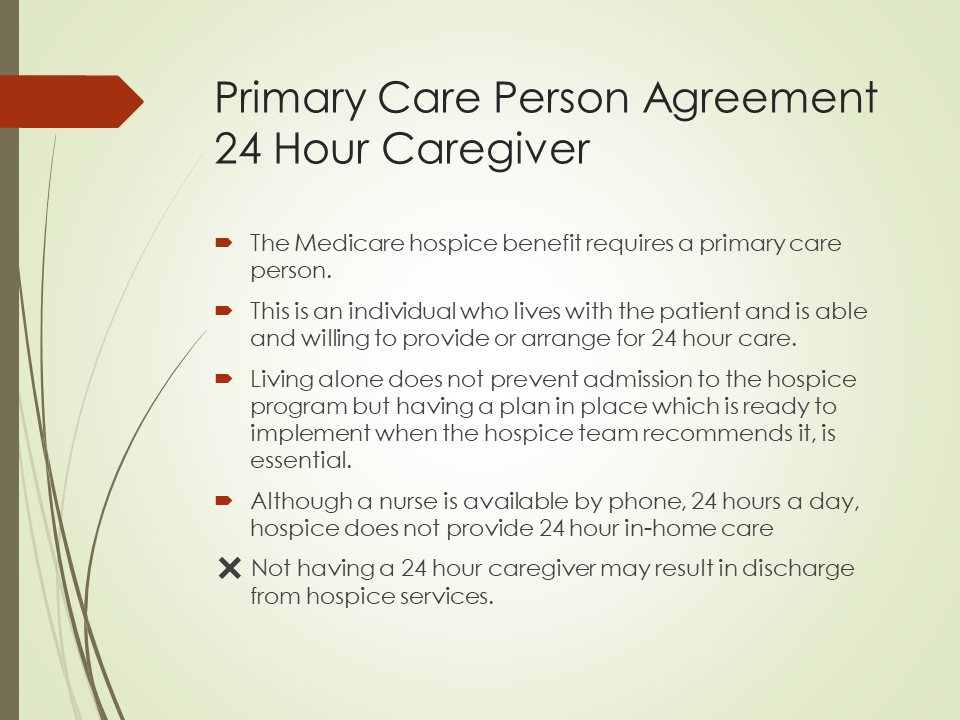 Primary Care Person Agreement
24 Hour Caregiver
The Medicare hospice benefit requires a primary care
person.
This is an individual who lives with the patient and is able
and willing to provide or arrange for 24 hour care.
Living alone does not prevent admission to the hospice
program but having a plan in place which is ready to
implement when the hospice team recommends it, is
essential.
Although a nurse is available by phone, 24 hours a day,
hospice does not provide 24 hour in-home care
Not having a 24 hour caregiver may result in discharge
from hospice services.